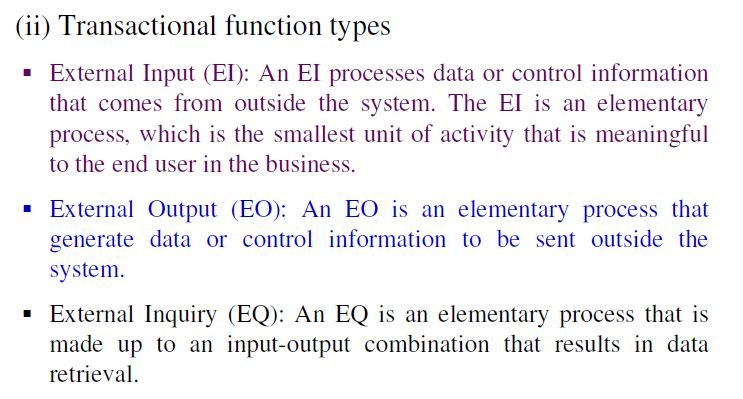 (ii) Transactional function types
▪ External Input (EI): An EI processes data or control information
that comes from outside the system. The EI is an elementary
process, which is the smallest unit of activity that is meaningful
to the end user in the business.
▪ External Output (EO): An EO is an elementary process that
generate data or control information to be sent outside the
system.
▪ External Inquiry (EQ): An EQ is an elementary process that is
made up to an input-output combination that results in data
retrieval.